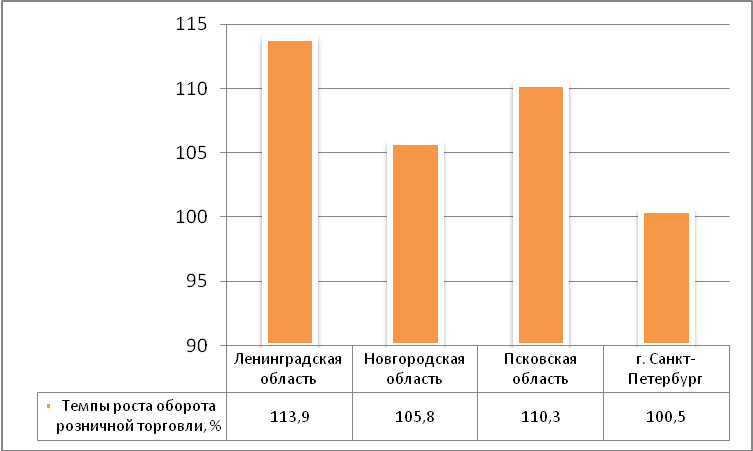 115
110
105
100
95
90
Ленинградская
область
Новгородская
область
Псковская
область
г. Санкт-
Петербург
Темпы роста оборота
розничной торговли, %
113,9
105,8
110,3
100,5